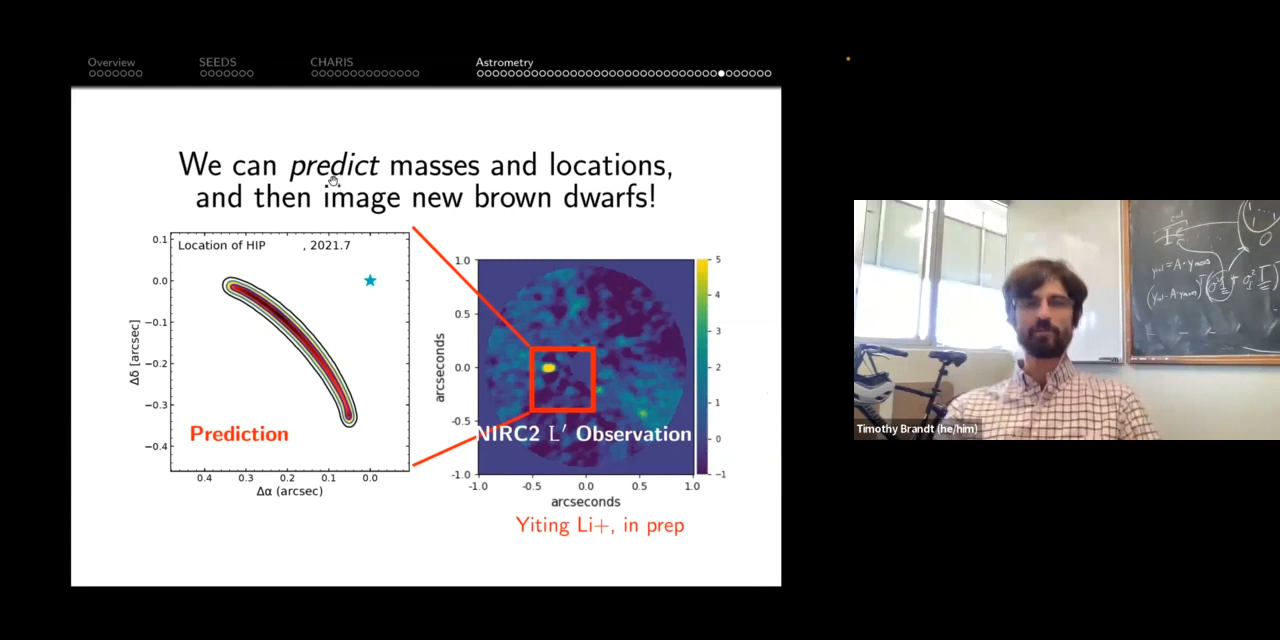 Overview
SEEDS
CHARIS
Astrometry
We can predict masses and locations,
and then image new brown dwarfs!
Location of HIP , 2021.7
0.1
0.0
−0.1
−0.2
−0.3
−0.4
Δδ [arcsec]
0.4 0.3 0.2 0.1 0.0
Δα (arcsec)
Prediction
1.0
0.5
0.0
-0.5
-1.0
arcseconds
-1.0 -0.5 0.0 0.5 1.0
arcseconds
NIRC2 L′ Observation
5
4
3
2
1
0
−1
Yiting Li+, in prep
Timothy Brandt (he/him)